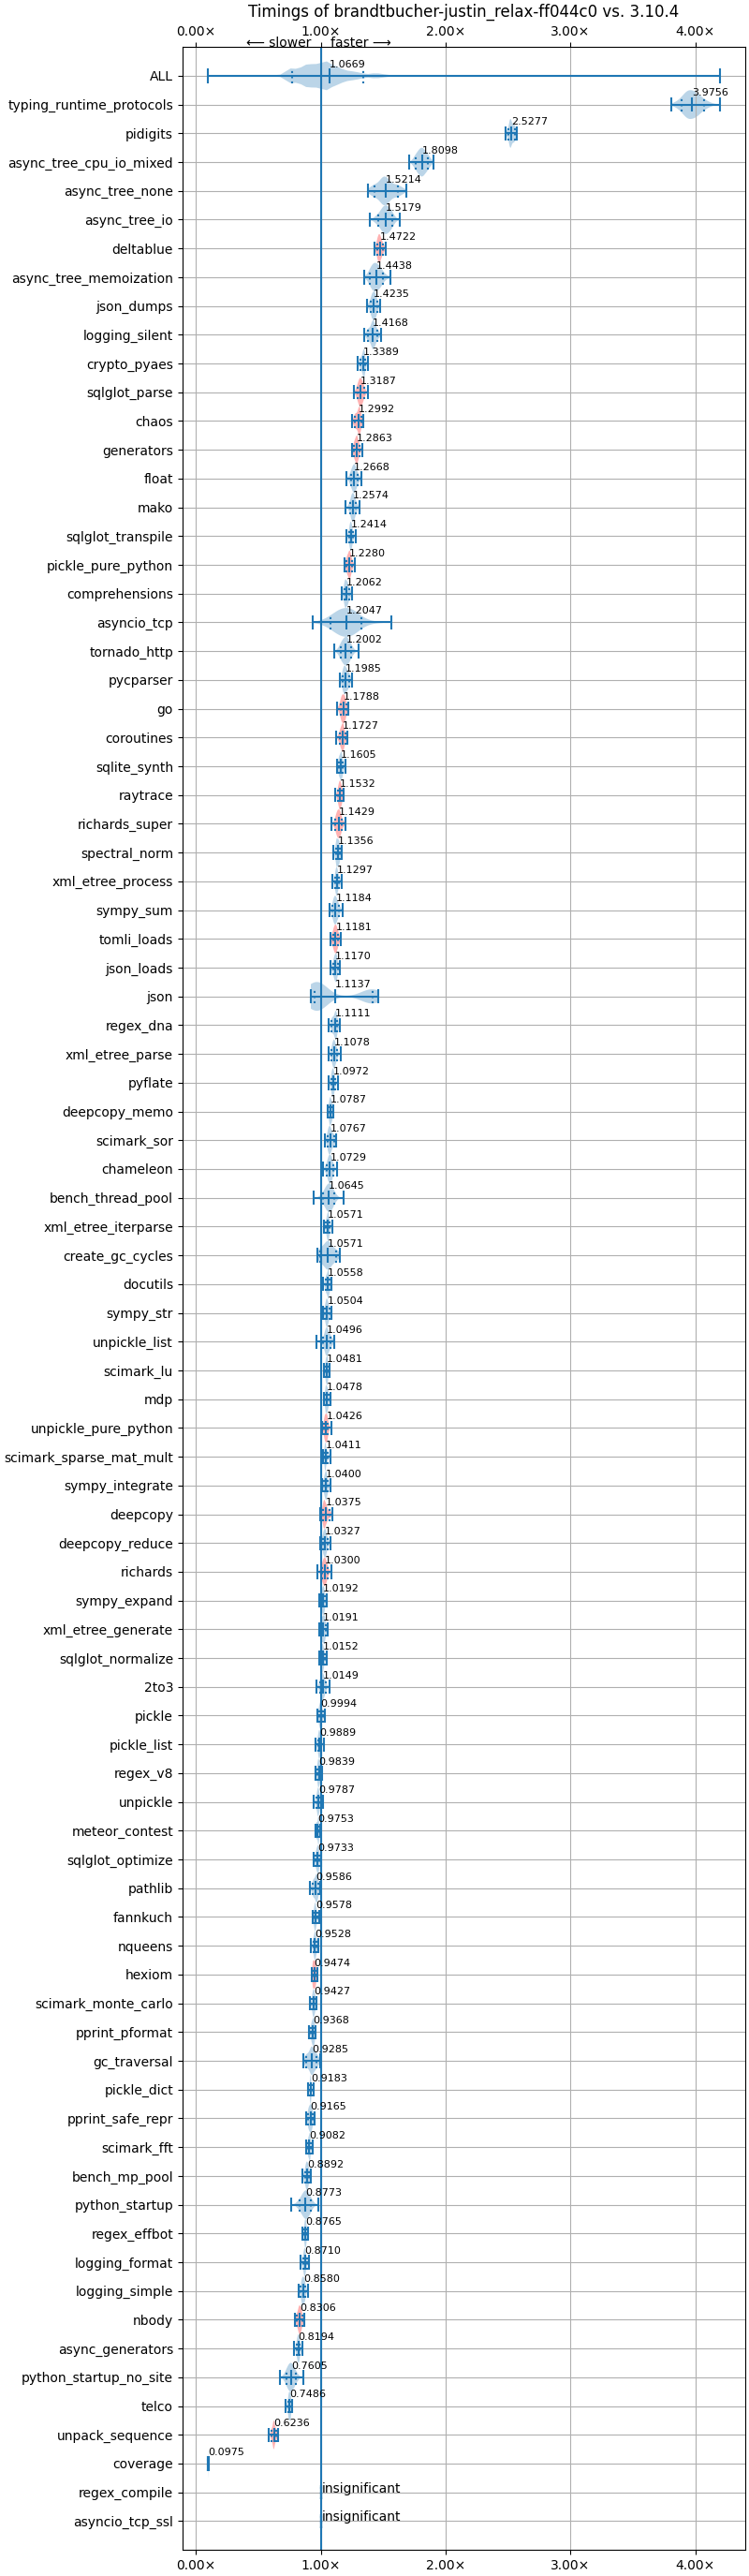 Timings of brandtbucher-justin_relax-ff044c0 vs. 3.10.4
0.00× 1.00× 2.00× 3.00× 4.00×
⟵ slower faster ⟶
ALL 1.0669
typing_runtime_protocols 3.9756
pidigits 2.5277
async_tree_cpu_io_mixed 1.8098
async_tree_none 1.5214
async_tree_io 1.5179
deltablue 1.4722
async_tree_memoization 1.4438
json_dumps 1.4235
logging_silent 1.4168
crypto_pyaes 1.3389
sqlglot_parse 1.3187
chaos 1.2992
generators 1.2863
float 1.2668
mako 1.2574
sqlglot_transpile 1.2414
pickle_pure_python 1.2280
comprehensions 1.2062
asyncio_tcp 1.2047
tornado_http 1.2002
pycparser 1.1985
go 1.1788
coroutines 1.1727
sqlite_synth 1.1605
raytrace 1.1532
richards_super 1.1429
spectral_norm 1.1356
xml_etree_process 1.1297
sympy_sum 1.1184
tomli_loads 1.1181
json_loads 1.1170
json 1.1137
regex_dna 1.1111
xml_etree_parse 1.1078
pyflate 1.0972
deepcopy_memo 1.0787
scimark_sor 1.0767
chameleon 1.0729
bench_thread_pool 1.0645
xml_etree_iterparse 1.0571
create_gc_cycles 1.0571
docutils 1.0558
sympy_str 1.0504
unpickle_list 1.0496
scimark_lu 1.0481
mdp 1.0478
unpickle_pure_python 1.0426
scimark_sparse_mat_mult 1.0411
sympy_integrate 1.0400
deepcopy 1.0375
deepcopy_reduce 1.0327
richards 1.0300
sympy_expand 1.0192
xml_etree_generate 1.0191
sqlglot_normalize 1.0152
2to3 1.0149
pickle 0.9994
pickle_list 0.9889
regex_v8 0.9839
unpickle 0.9787
meteor_contest 0.9753
sqlglot_optimize 0.9733
pathlib 0.9586
fannkuch 0.9578
nqueens 0.9528
hexiom 0.9474
scimark_monte_carlo 0.9427
pprint_pformat 0.9368
gc_traversal 0.9285
pickle_dict 0.9183
pprint_safe_repr 0.9165
scimark_fft 0.9082
bench_mp_pool 0.8892
python_startup 0.8773
regex_effbot 0.8765
logging_format 0.8710
logging_simple 0.8580
nbody 0.8306
async_generators 0.8194
python_startup_no_site 0.7605
telco 0.7486
unpack_sequence 0.6236
coverage 0.0975
regex_compile insignificant
asyncio_tcp_ssl insignificant
0.00× 1.00× 2.00× 3.00× 4.00×